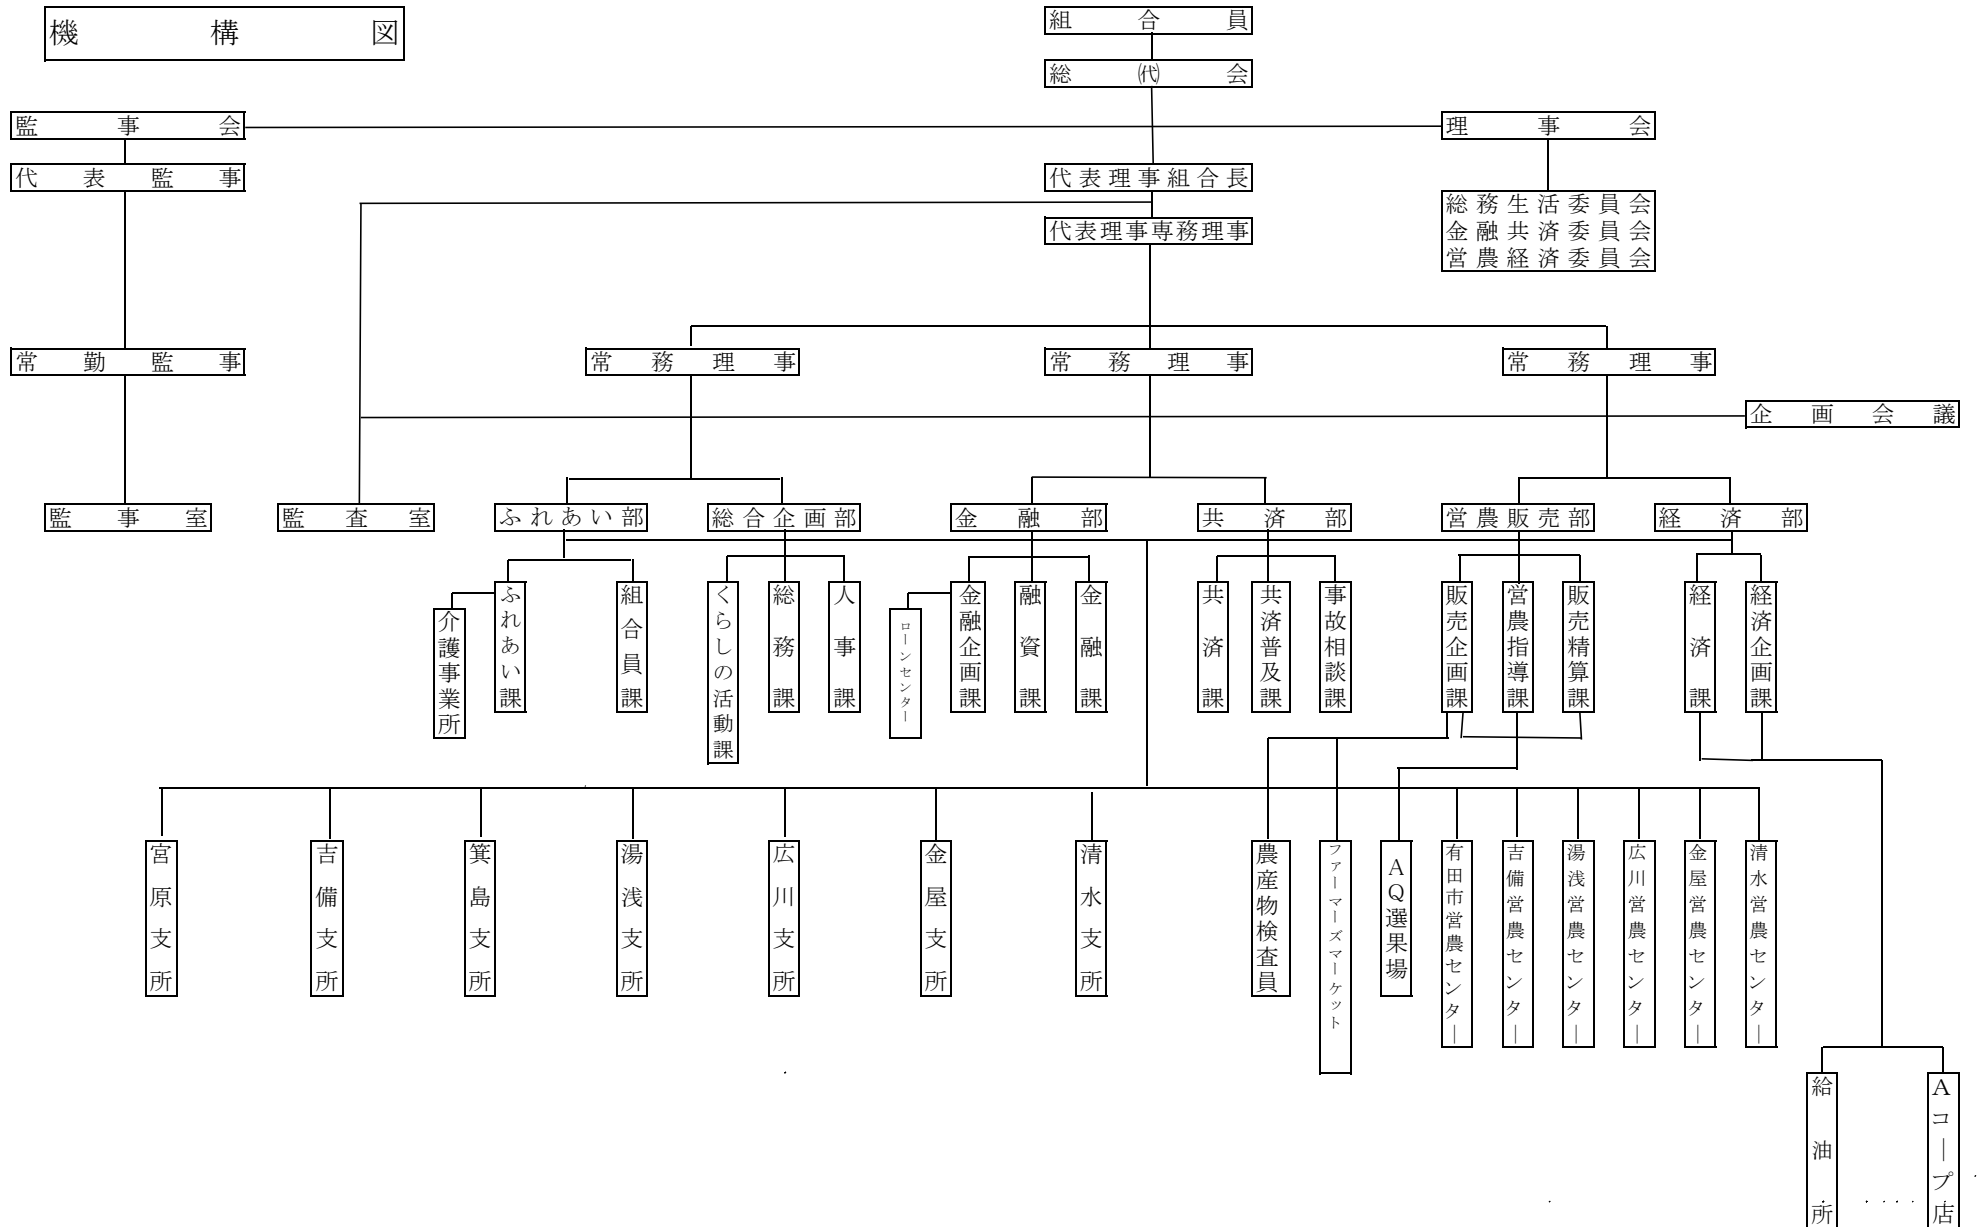 機構図
組合員
総㈹会
監事会
理事会
代表監事
代表理事組合長
総務生活委員会
金融共済委員会
営農経済委員会
代表理事専務理事
常勤監事
常務理事
常務理事
常務理事
企画会議
監事室
監査室
ふれあい部
総合企画部
金融部
共済部
営農販売部
経済部
介護事業所
ふれあい課
組合員課
くらしの活動課
総務課
人事課
ローンセンター
金融企画課
融資課
金融課
共済課
共済普及課
事故相談課
販売企画課
営農指導課
販売精算課
経済課
経済企画課
宮原支所
吉備支所
箕島支所
湯浅支所
広川支所
金屋支所
清水支所
農産物検査員
ファーマーズマーケット
AQ選果場
有田市営農センター
吉備営農センター
湯浅営農センター
広川営農センター
金屋営農センター
清水営農センター
給油所
Aコープ店